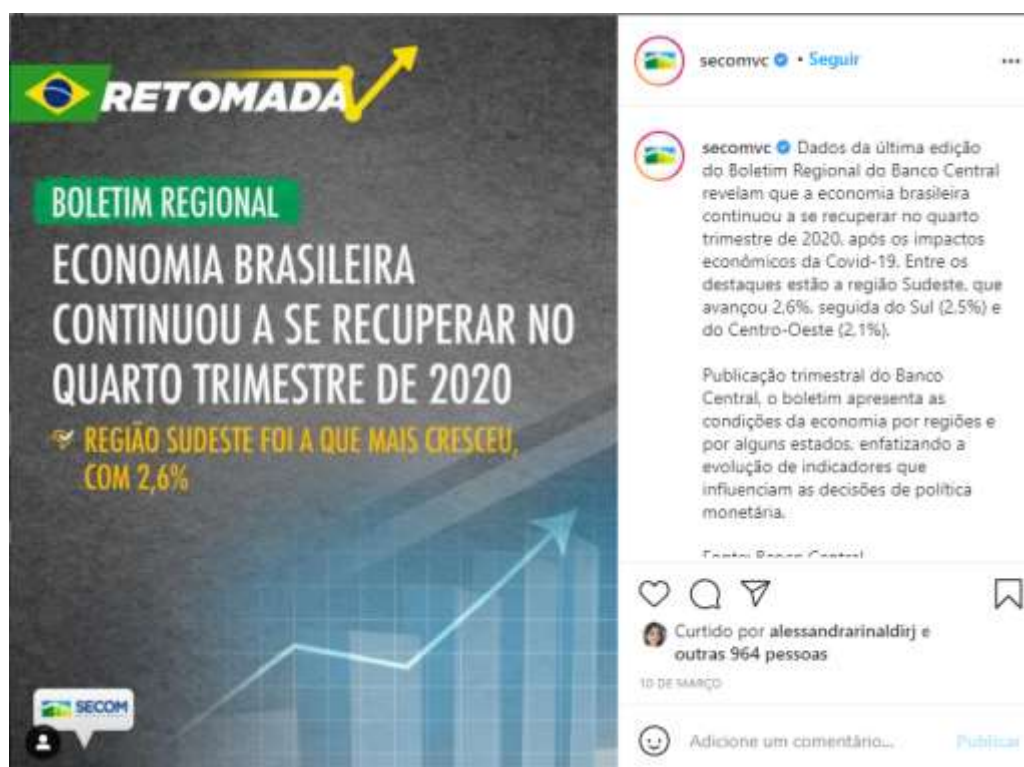 RETOMADA
BOLETIM REGIONAL
ECONOMIA BRASILEIRA
CONTINUOU A SE RECUPERAR NO
QUARTO TRIMESTRE DE 2020
REGIÃO SUDESTE FOI A QUE MAIS CRESCEU,
COM 2,6%
SECOM
secomvc • Seguir
secomvc Dados da última edição
do Boletim Regional do Banco Central
revelam que a economia brasileira
continuou a se recuperar no quarto
trimestre de 2020, após os impactos
econômicos da Covid-19. Entre os
destaques estão a região Sudeste, que
avançou 2,6%, seguida do Sul (2,5%) e
do Centro-Oeste (2,1%).
Publicação trimestral do Banco
Central, o boletim apresenta as
condições da economia por regiões e
por alguns estados, enfatizando a
evolução de indicadores que
influenciam as decisões de política
monetária.
Fonte: Banco Central
Curtido por alessandrarinaldirj e
outras 964 pessoas
10 DE MARÇO
Adicione um comentário... Publicar